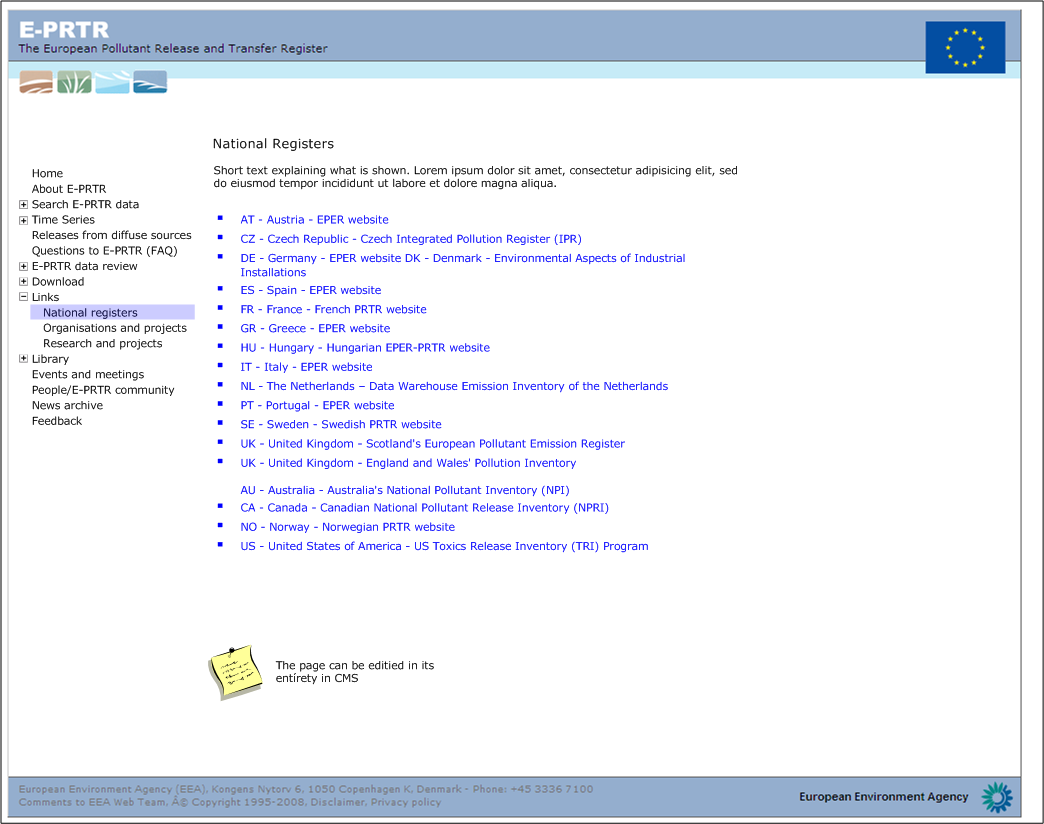 E-PRTR
The European Pollutant Release and Transfer Register
Home
About E-PRTR
Search E-PRTR data
Time Series
Releases from diffuse sources
Questions to E-PRTR (FAQ)
E-PRTR data review
Download
Links
National registers
Organisations and projects
Research and projects
Library
Events and meetings
People/E-PRTR community
News archive
Feedback
National Registers
Short text explaining what is shown. Lorem ipsum dolor sit amet, consectetur adipisicing elit, sed
do eiusmod tempor incididunt ut labore et dolore magna aliqua.
AT - Austria - EPER website
CZ - Czech Republic - Czech Integrated Pollution Register (IPR)
DE - Germany - EPER website DK - Denmark - Environmental Aspects of Industrial
Installations
ES - Spain - EPER website
FR - France - French PRTR website
GR - Greece - EPER website
HU - Hungary - Hungarian EPER-PRTR website
IT - Italy - EPER website
NL - The Netherlands – Data Warehouse Emission Inventory of the Netherlands
PT - Portugal - EPER website
SE - Sweden - Swedish PRTR website
UK - United Kingdom - Scotland's European Pollutant Emission Register
UK - United Kingdom - England and Wales' Pollution Inventory
AU - Australia - Australia's National Pollutant Inventory (NPI)
CA - Canada - Canadian National Pollutant Release Inventory (NPRI)
NO - Norway - Norwegian PRTR website
US - United States of America - US Toxics Release Inventory (TRI) Program
The page can be editied in its
entirety in CMS
European Environment Agency (EEA), Kongens Nytorv 6, 1050 Copenhagen K, Denmark - Phone: +45 3336 7100
Comments to EEA Web Team, Â© Copyright 1995-2008. Disclaimer. Privacy policy
European Environment Agency